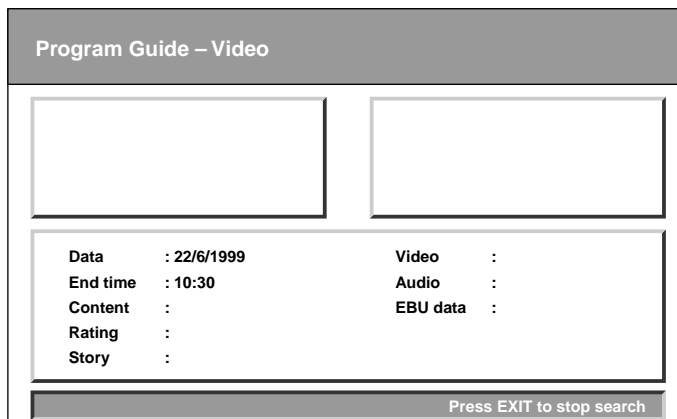 Program Guide – Video
Data : 22/6/1999
End time : 10:30
Content :
Rating :
Story :
Video :
Audio :
EBU data :
Press EXIT to stop search